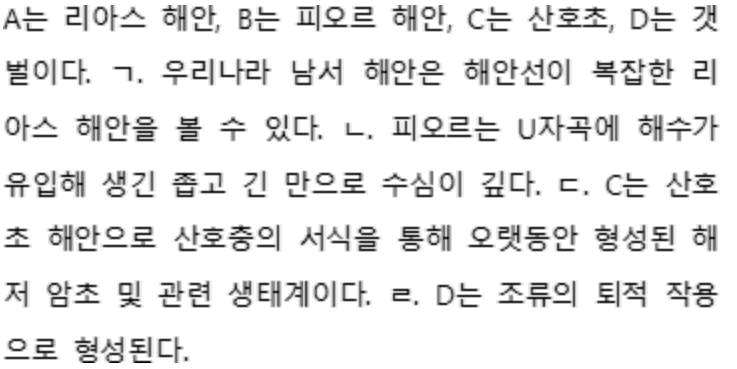 A는 리아스 해안, B는 피오르 해안, C는 산호초, D는 갯
벌이다. ㄱ. 우리나라 남서 해안은 해안선이 복잡한 리
아스 해안을 볼 수 있다. ㄴ. 피오르는 U자곡에 해수가
유입해 생긴 좁고 긴 만으로 수심이 깊다. ㄷ. C는 산호
초 해안으로 산호충의 서식을 통해 오랫동안 형성된 해
저 암초 및 관련 생태계이다. ㄹ. D는 조류의 퇴적 작용
으로 형성된다.